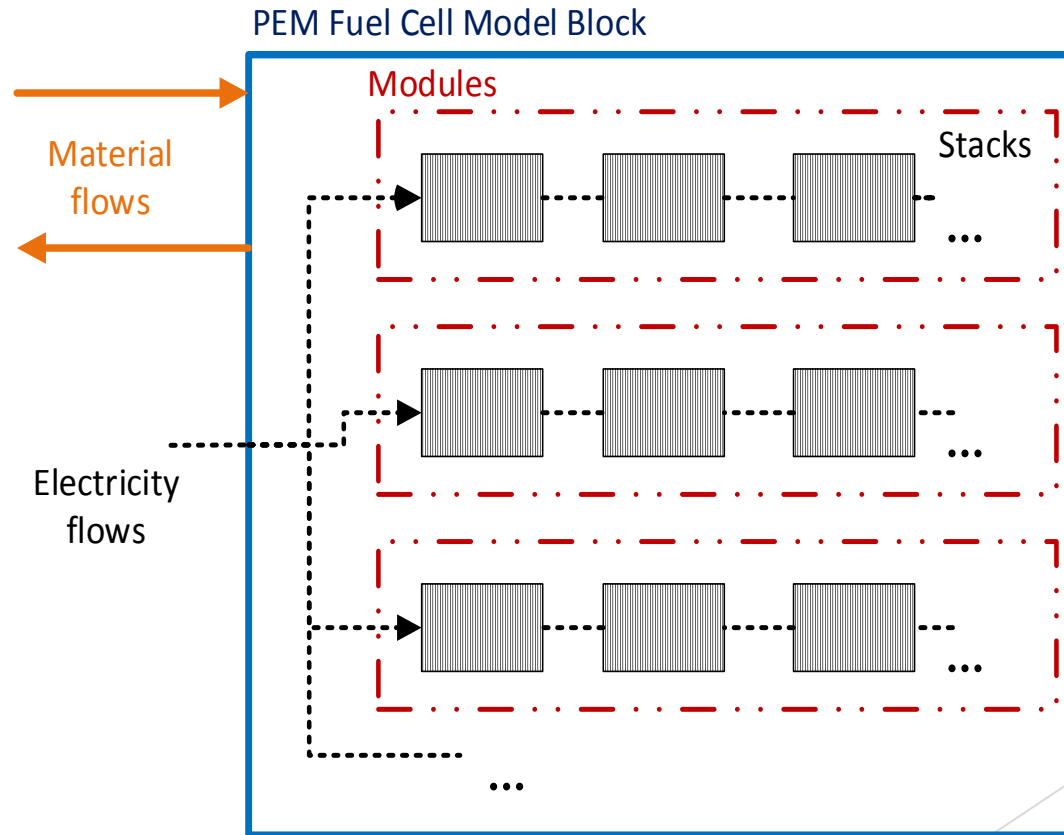 PEM Fuel Cell Model Block
Modules
Stacks
Material
flows
...
...
Electricity
flows
...
...